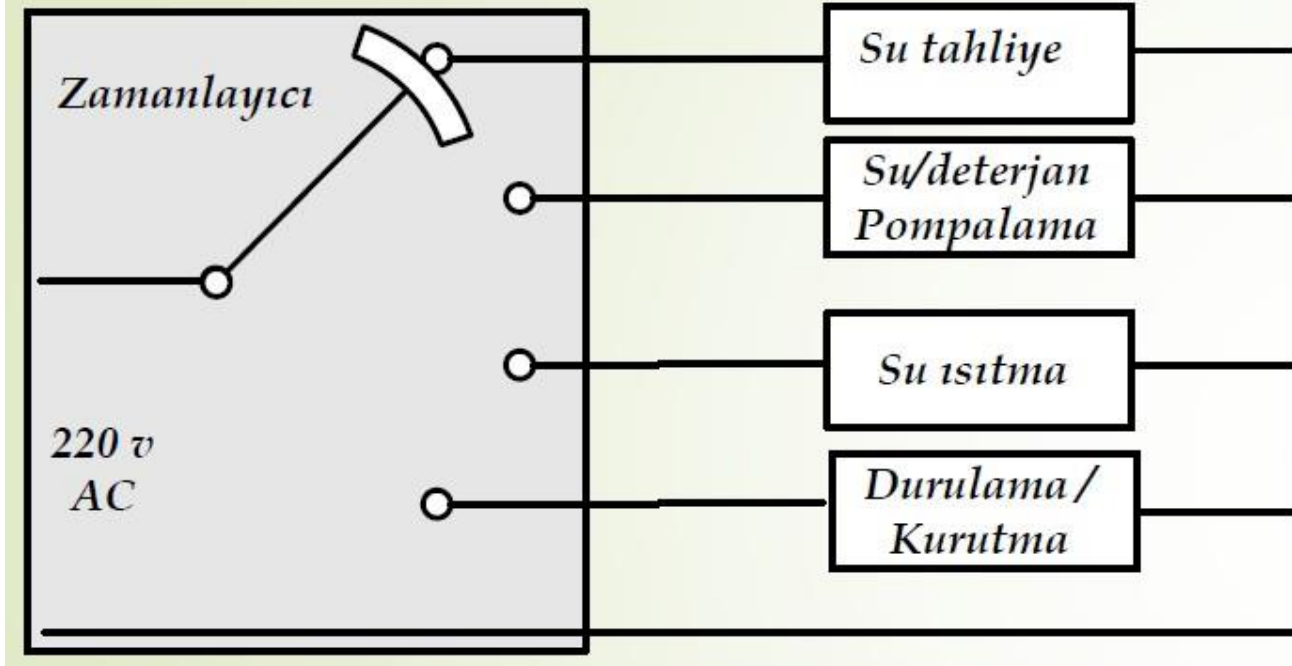 Zamanlayıcı
220 v
AC
Su tahliye
Su/deterjan
Pompalama
Su ısıtma
Durulama /
Kurutma